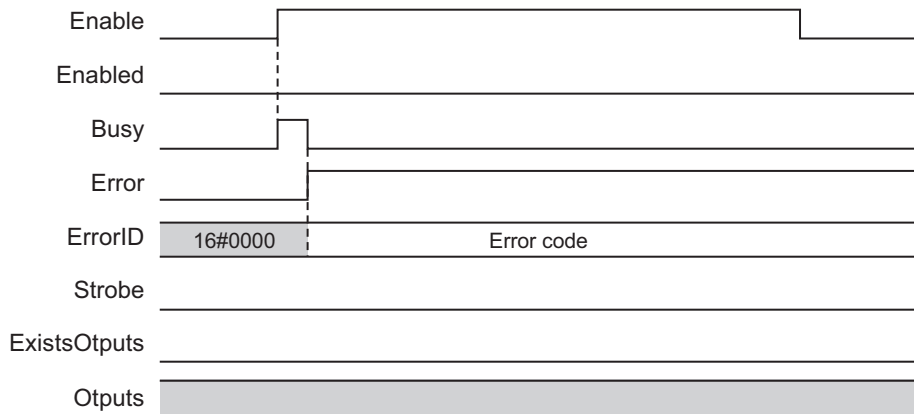 Enable
Enabled
Busy
Error
ErrorID 16#0000 Error code
Strobe
ExistsOtputs
Otputs